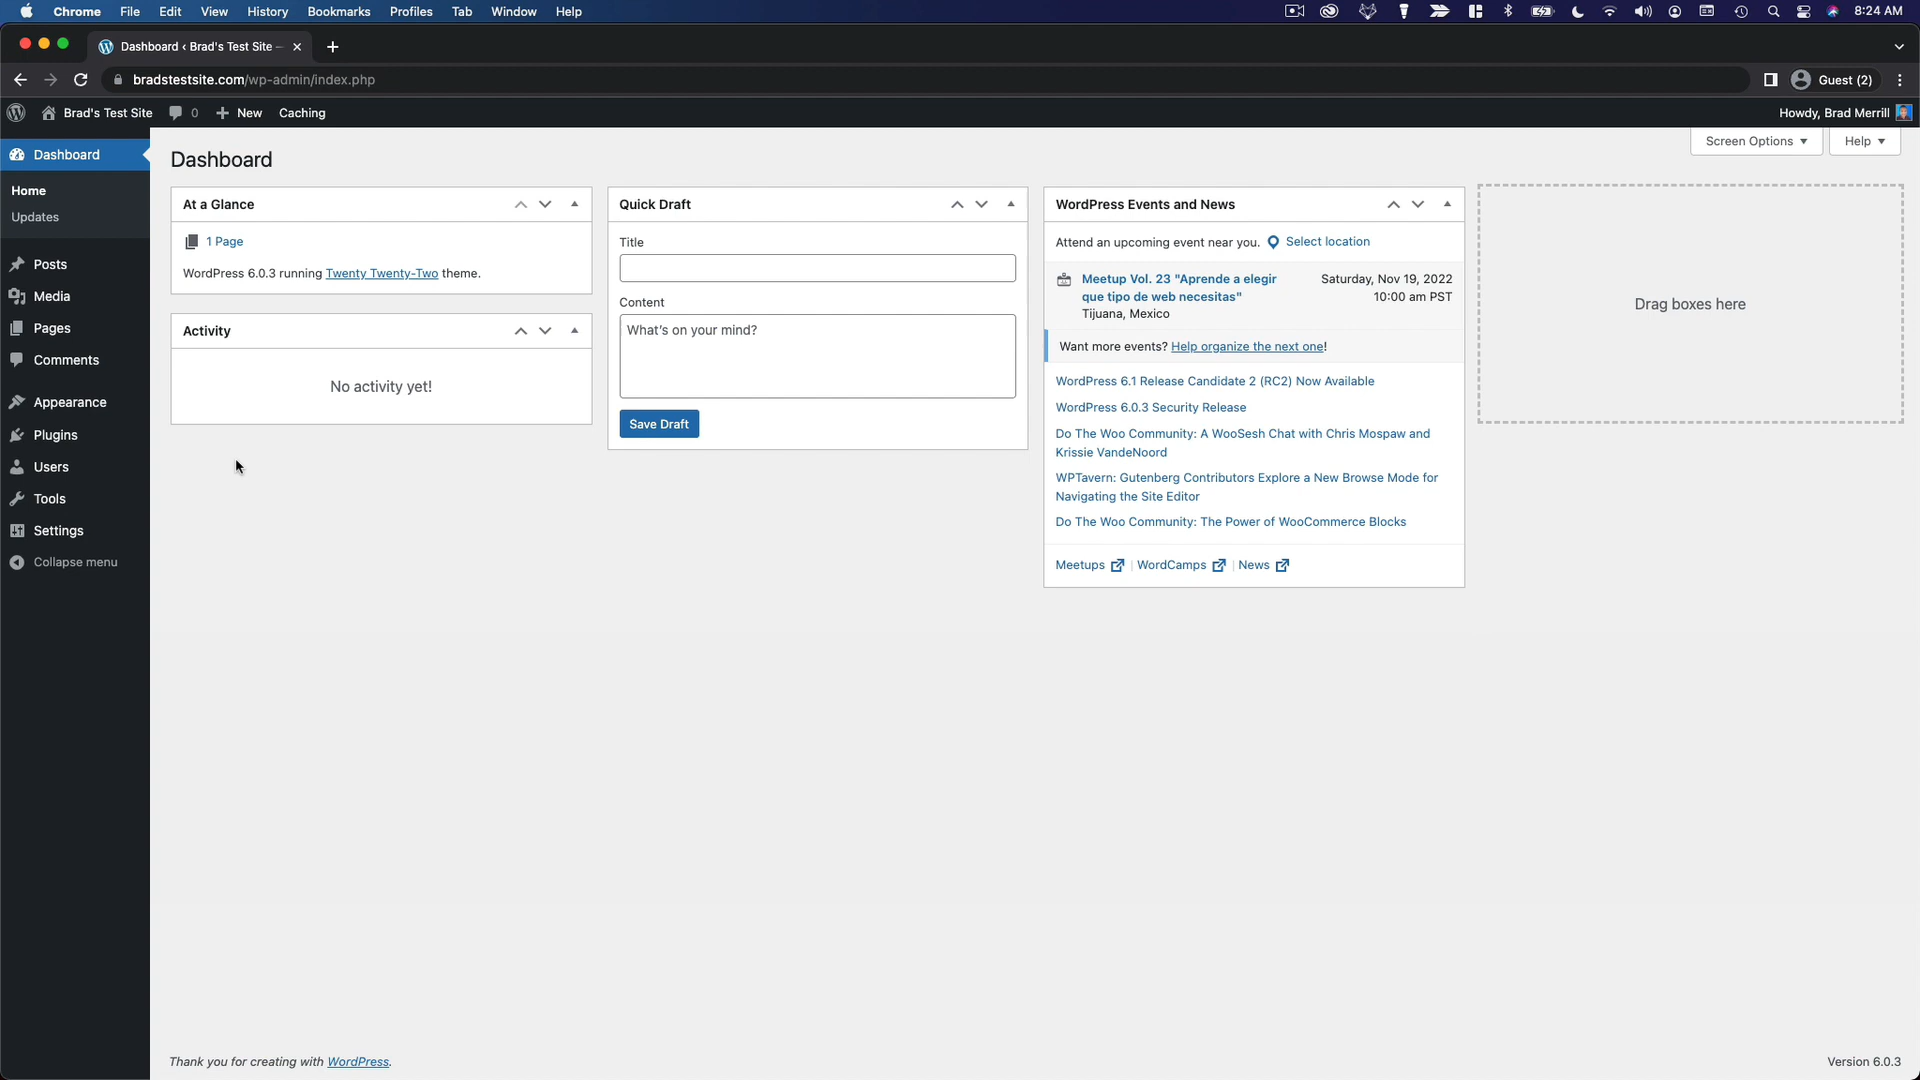 Chrome File Edit View History Bookmarks Profiles Tab Window Help 8:24 AM
Dashboard ‹ Brad's Test Site –
bradstestsite.com/wp-admin/index.php Guest (2)
Brad's Test Site 0 New Caching Howdy, Brad Merrill
Screen Options Help
Dashboard
Home
Updates
Posts
Media
Pages
Comments
Appearance
Plugins
Users
Tools
Settings
Collapse menu
Dashboard
At a Glance
1 Page
WordPress 6.0.3 running Twenty Twenty-Two theme.
Activity
No activity yet!
Quick Draft
Title
Content
What's on your mind?
Save Draft
WordPress Events and News
Attend an upcoming event near you. Select location
Meetup Vol. 23 "Aprende a elegir Saturday, Nov 19, 2022
que tipo de web necesitas" 10:00 am PST
Tijuana, Mexico
Want more events? Help organize the next one!
WordPress 6.1 Release Candidate 2 (RC2) Now Available
WordPress 6.0.3 Security Release
Do The Woo Community: A WooSesh Chat with Chris Mospaw and
Krissie VandeNoord
WPTavern: Gutenberg Contributors Explore a New Browse Mode for
Navigating the Site Editor
Do The Woo Community: The Power of WooCommerce Blocks
Meetups | WordCamps | News
Drag boxes here
Thank you for creating with WordPress. Version 6.0.3